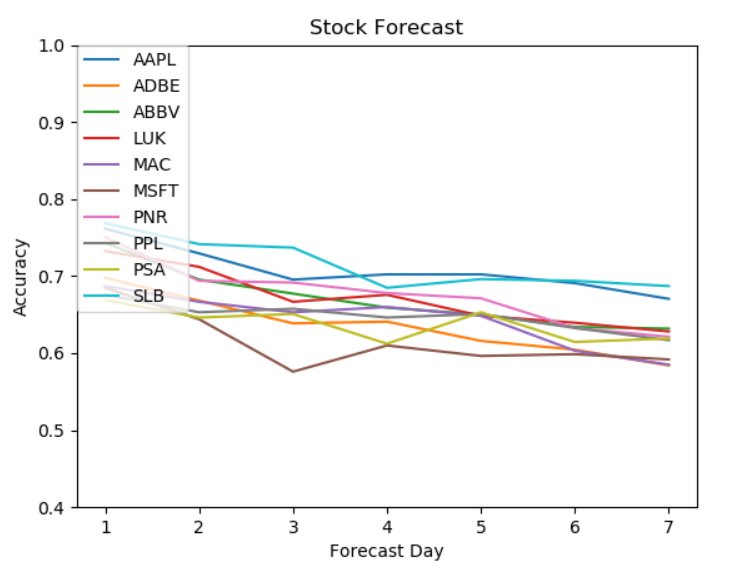 Stock Forecast
1.0
0.9
0.8
0.7
0.6
0.5
0.4
Accuracy
AAPL
ADBE
ABBV
LUK
MAC
MSFT
PNR
PPL
PSA
SLB
1 2 3 4 5 6 7
Forecast Day